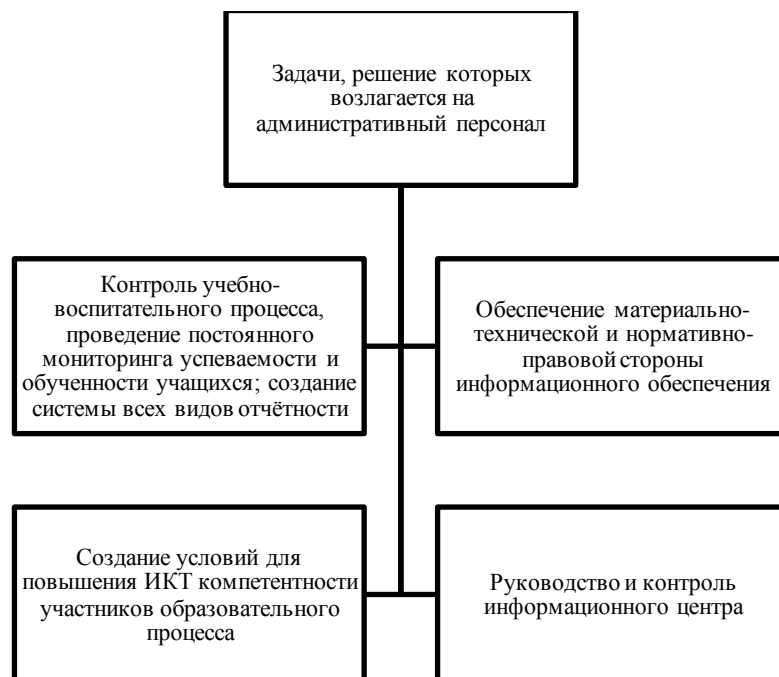 Задачи, решение которых
возлагается на
административный персонал
Контроль учебно-
воспитательного процесса,
проведение постоянного
мониторинга успеваемости и
обученности учащихся; создание
системы всех видов отчётности
Обеспечение материально-
технической и нормативно-
правовой стороны
информационного обеспечения
Создание условий для
повышения ИКТ компетентности
участников образовательного
процесса
Руководство и контроль
информационного центра